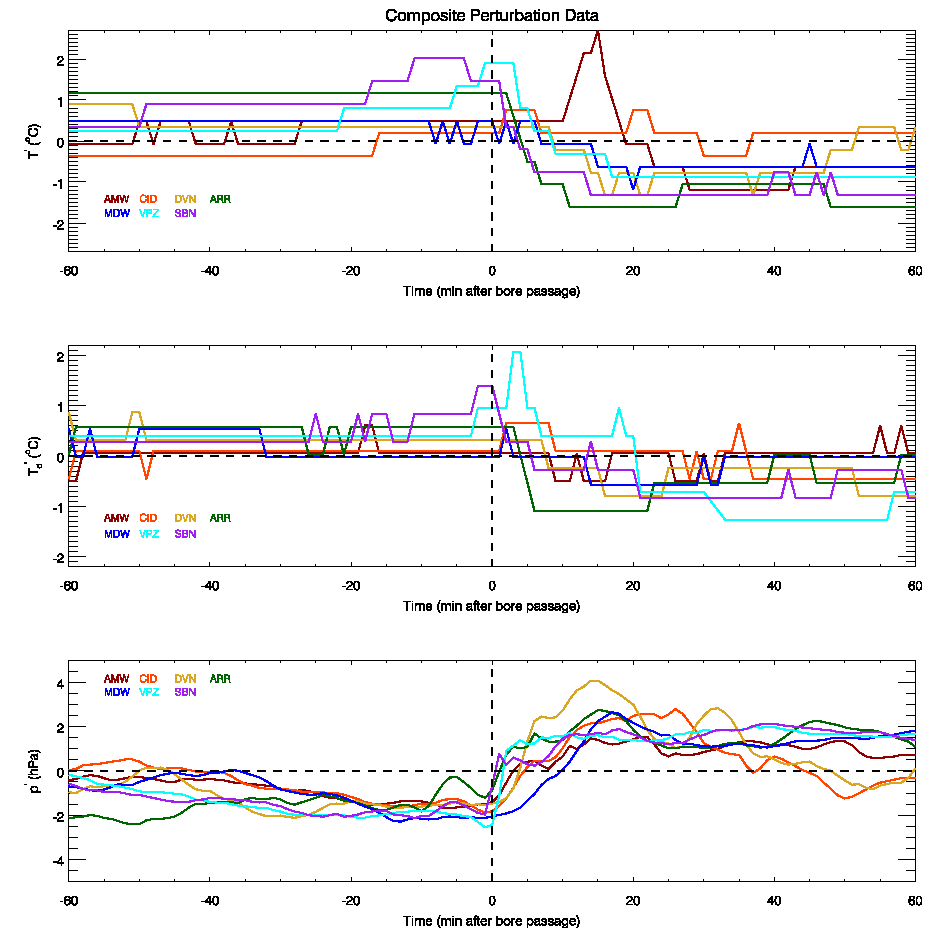 Composite Perturbation Data
2
1
0
-1
-2
T' (°C)
AMW CID DVN ARR
MDW VPZ SBN
-60 -40 -20 0 20 40 60
Time (min after bore passage)
2
1
0
-1
-2
Td' (°C)
AMW CID DVN ARR
MDW VPZ SBN
-60 -40 -20 0 20 40 60
Time (min after bore passage)
AMW CID DVN ARR
MDW VPZ SBN
4
2
0
-2
-4
p' (hPa)
-60 -40 -20 0 20 40 60
Time (min after bore passage)